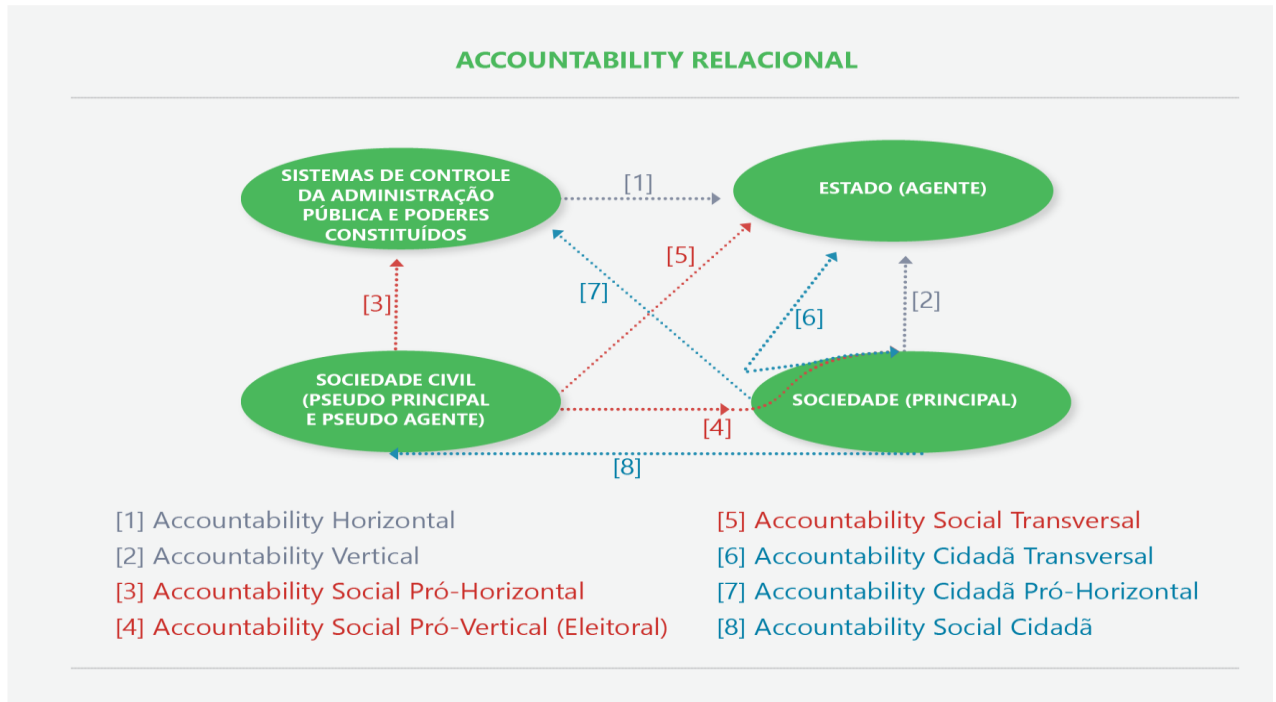 ACCOUNTABILITY RELACIONAL
SISTEMAS DE CONTROLE
DA ADMINISTRAÇÃO
PÚBLICA E PODERES
CONSTITUÍDOS
[1]
ESTADO (AGENTE)
[5]
[7]
[3]
[6]
[2]
SOCIEDADE CIVIL
(PSEUDO PRINCIPAL
E PSEUDO AGENTE)
[4]
SOCIEDADE (PRINCIPAL)
[8]
[1] Accountability Horizontal
[2] Accountability Vertical
[3] Accountability Social Pró-Horizontal
[4] Accountability Social Pró-Vertical (Eleitoral)
[5] Accountability Social Transversal
[6] Accountability Cidadã Transversal
[7] Accountability Cidadã Pró-Horizontal
[8] Accountability Social Cidadã